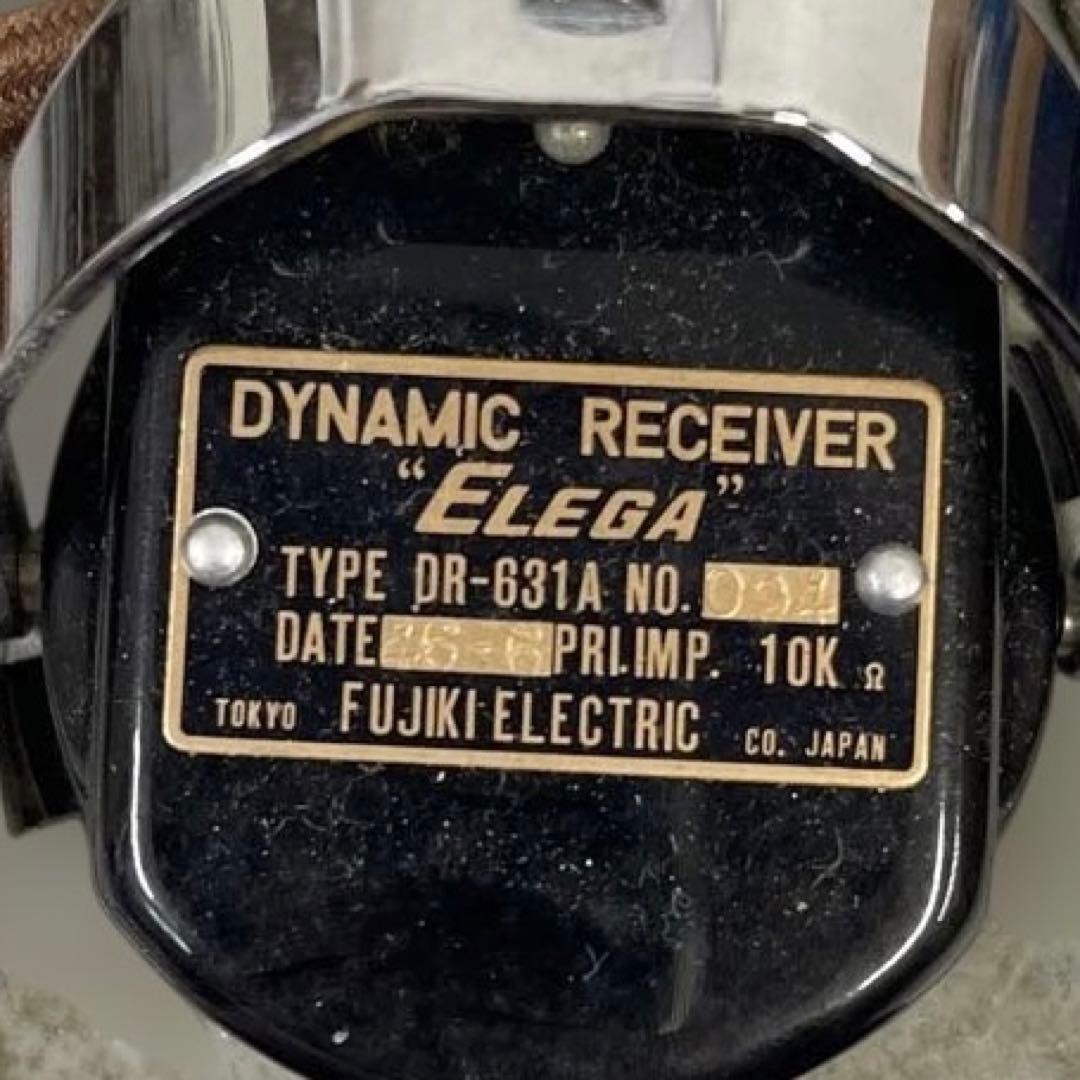 DYNAMIC RECEIVER
“ELEGA”
TYPE DR-631A NO.
DATE PRI.IMP. 10K Ω
TOKYO FUJIKI ELECTRIC CO. JAPAN